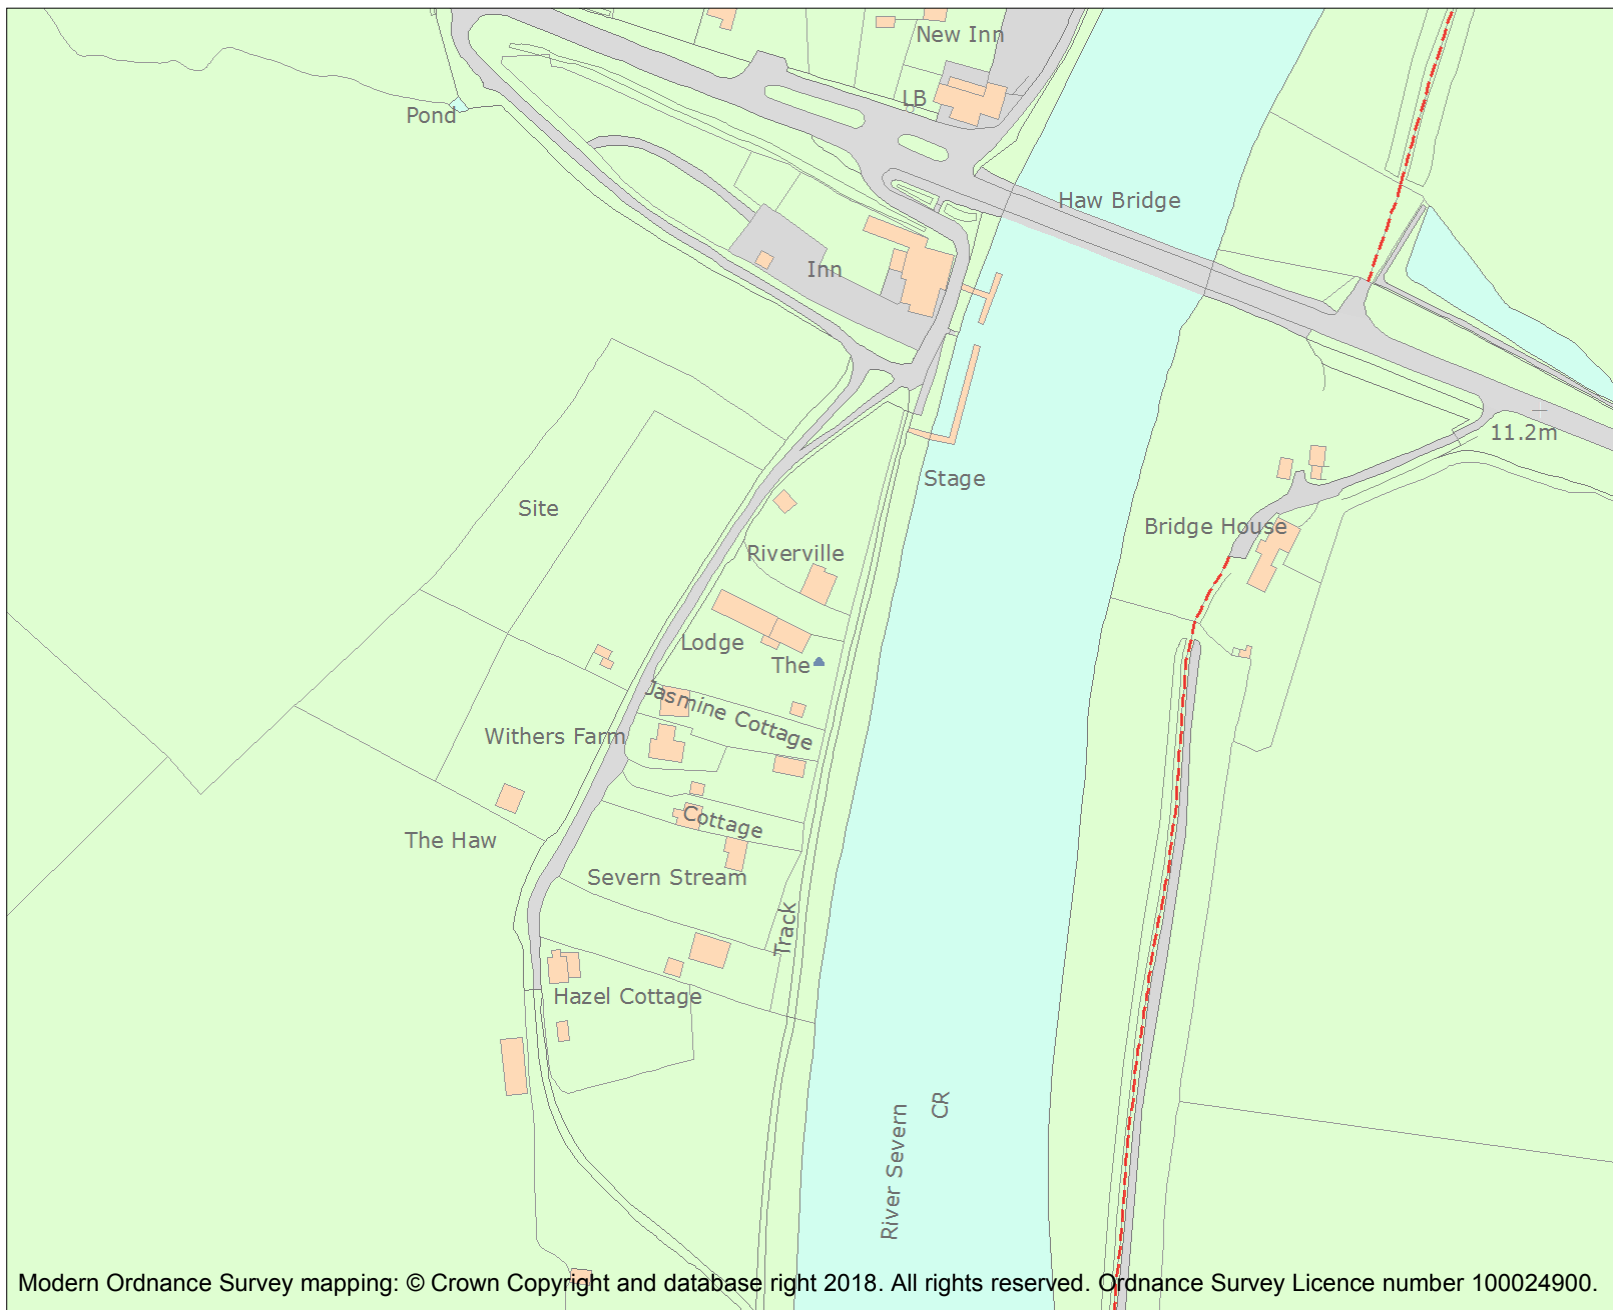 New Inn
LB
Pond
Haw Bridge
Inn
11.2m
Stage
Site
Bridge House
Riverville
Lodge
The
Jasmine Cottage
Withers Farm
Cottage
The Haw
Severn Stream
Track
Hazel Cottage
CR
River Severn
Modern Ordnance Survey mapping: © Crown Copyright and database right 2018. All rights reserved. Ordnance Survey Licence number 100024900.